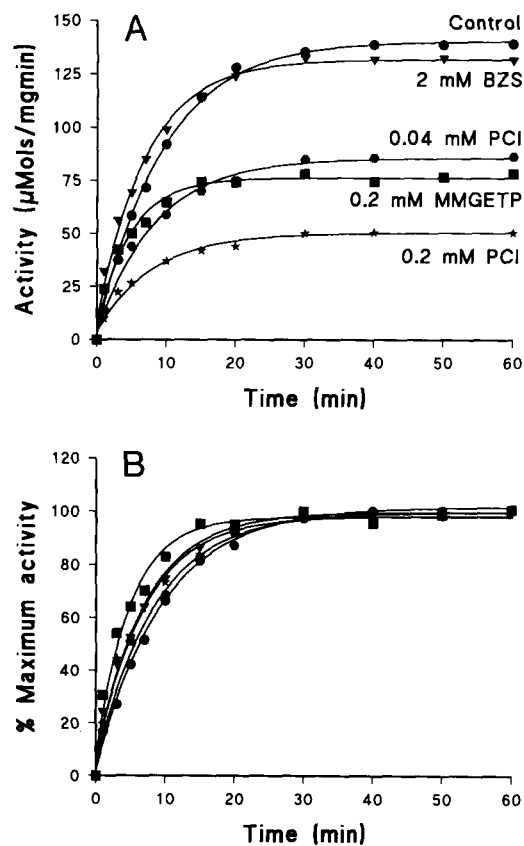 A
Activity (µMols/mgmin)
150
125
100
75
50
25
0
Control
2 mM BZS
0.04 mM PCI
0.2 mM MMGETP
0.2 mM PCI
0 10 20 30 40 50 60
Time (min)
B
% Maximum activity
120
100
80
60
40
20
0
0 10 20 30 40 50 60
Time (min)